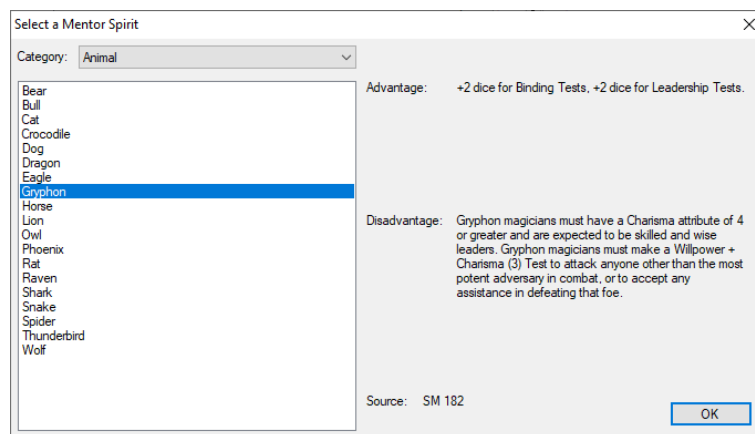 Select a Mentor Spirit
Category: Animal
Bear
Bull
Cat
Crocodile
Dog
Dragon
Eagle
Gryphon
Horse
Lion
Owl
Phoenix
Rat
Raven
Shark
Snake
Spider
Thunderbird
Wolf
Advantage: +2 dice for Binding Tests, +2 dice for Leadership Tests.
Disadvantage: Gryphon magicians must have a Charisma attribute of 4
or greater and are expected to be skilled and wise
leaders. Gryphon magicians must make a Willpower +
Charisma (3) Test to attack anyone other than the most
potent adversary in combat, or to accept any
assistance in defeating that foe.
Source: SM 182
OK